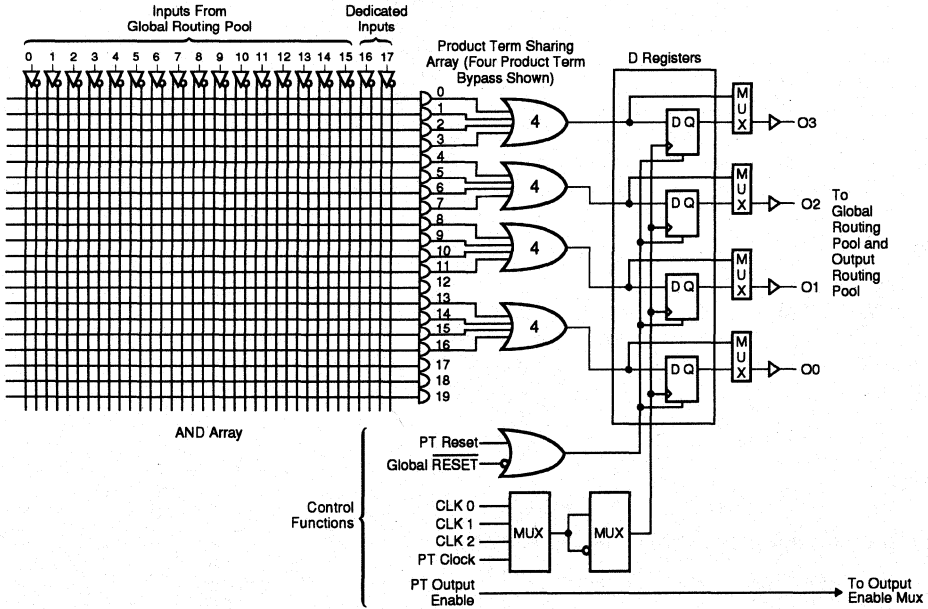 Inputs From
Global Routing Pool
Dedicated
Inputs
0 1 2 3 4 5 6 7 8 9 10 11 12 13 14 15 16 17
Product Term Sharing
Array (Four Product Term
Bypass Shown)
D Registers
0
1
2
3
4
5
6
7
8
9
10
11
12
13
14
15
16
17
18
19
4
4
4
4
D Q
D Q
D Q
D Q
MUX
MUX
MUX
MUX
O3
O2
O1
O0
To
Global
Routing
Pool and
Output
Routing
Pool
AND Array
Control
Functions
PT Reset
Global RESET
CLK 0
CLK 1
CLK 2
PT Clock
MUX
MUX
PT Output
Enable
To Output
Enable Mux